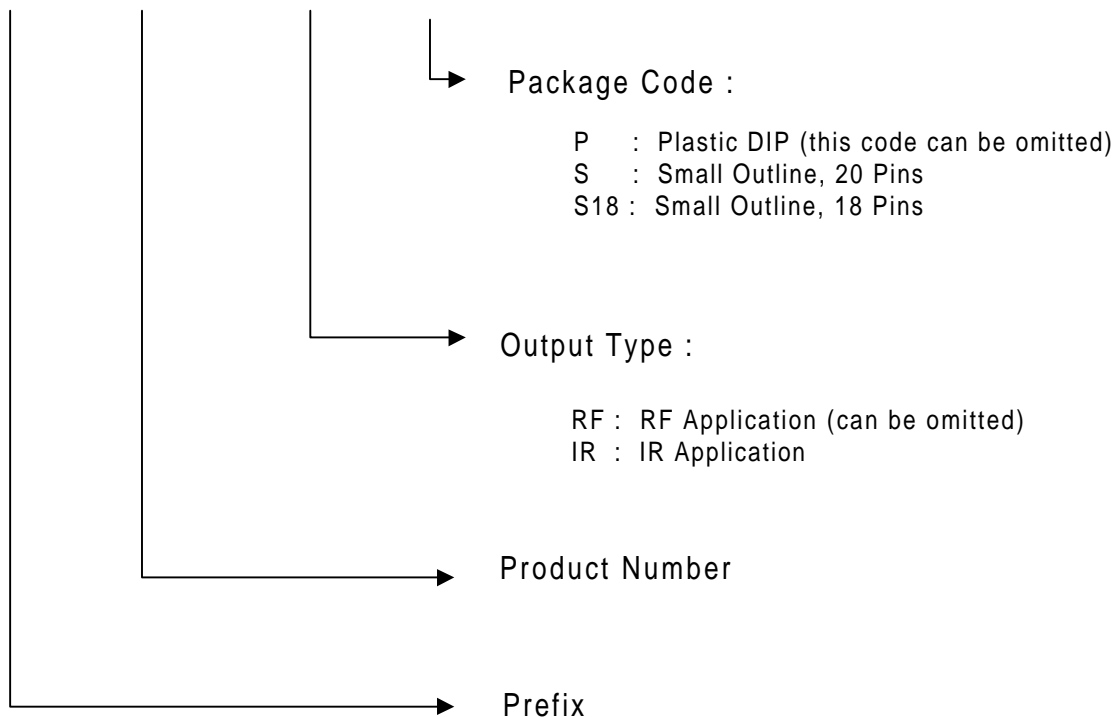 Package Code :
P : Plastic DIP (this code can be omitted)
S : Small Outline, 20 Pins
S18 : Small Outline, 18 Pins
Output Type :
RF : RF Application (can be omitted)
IR : IR Application
Product Number
Prefix